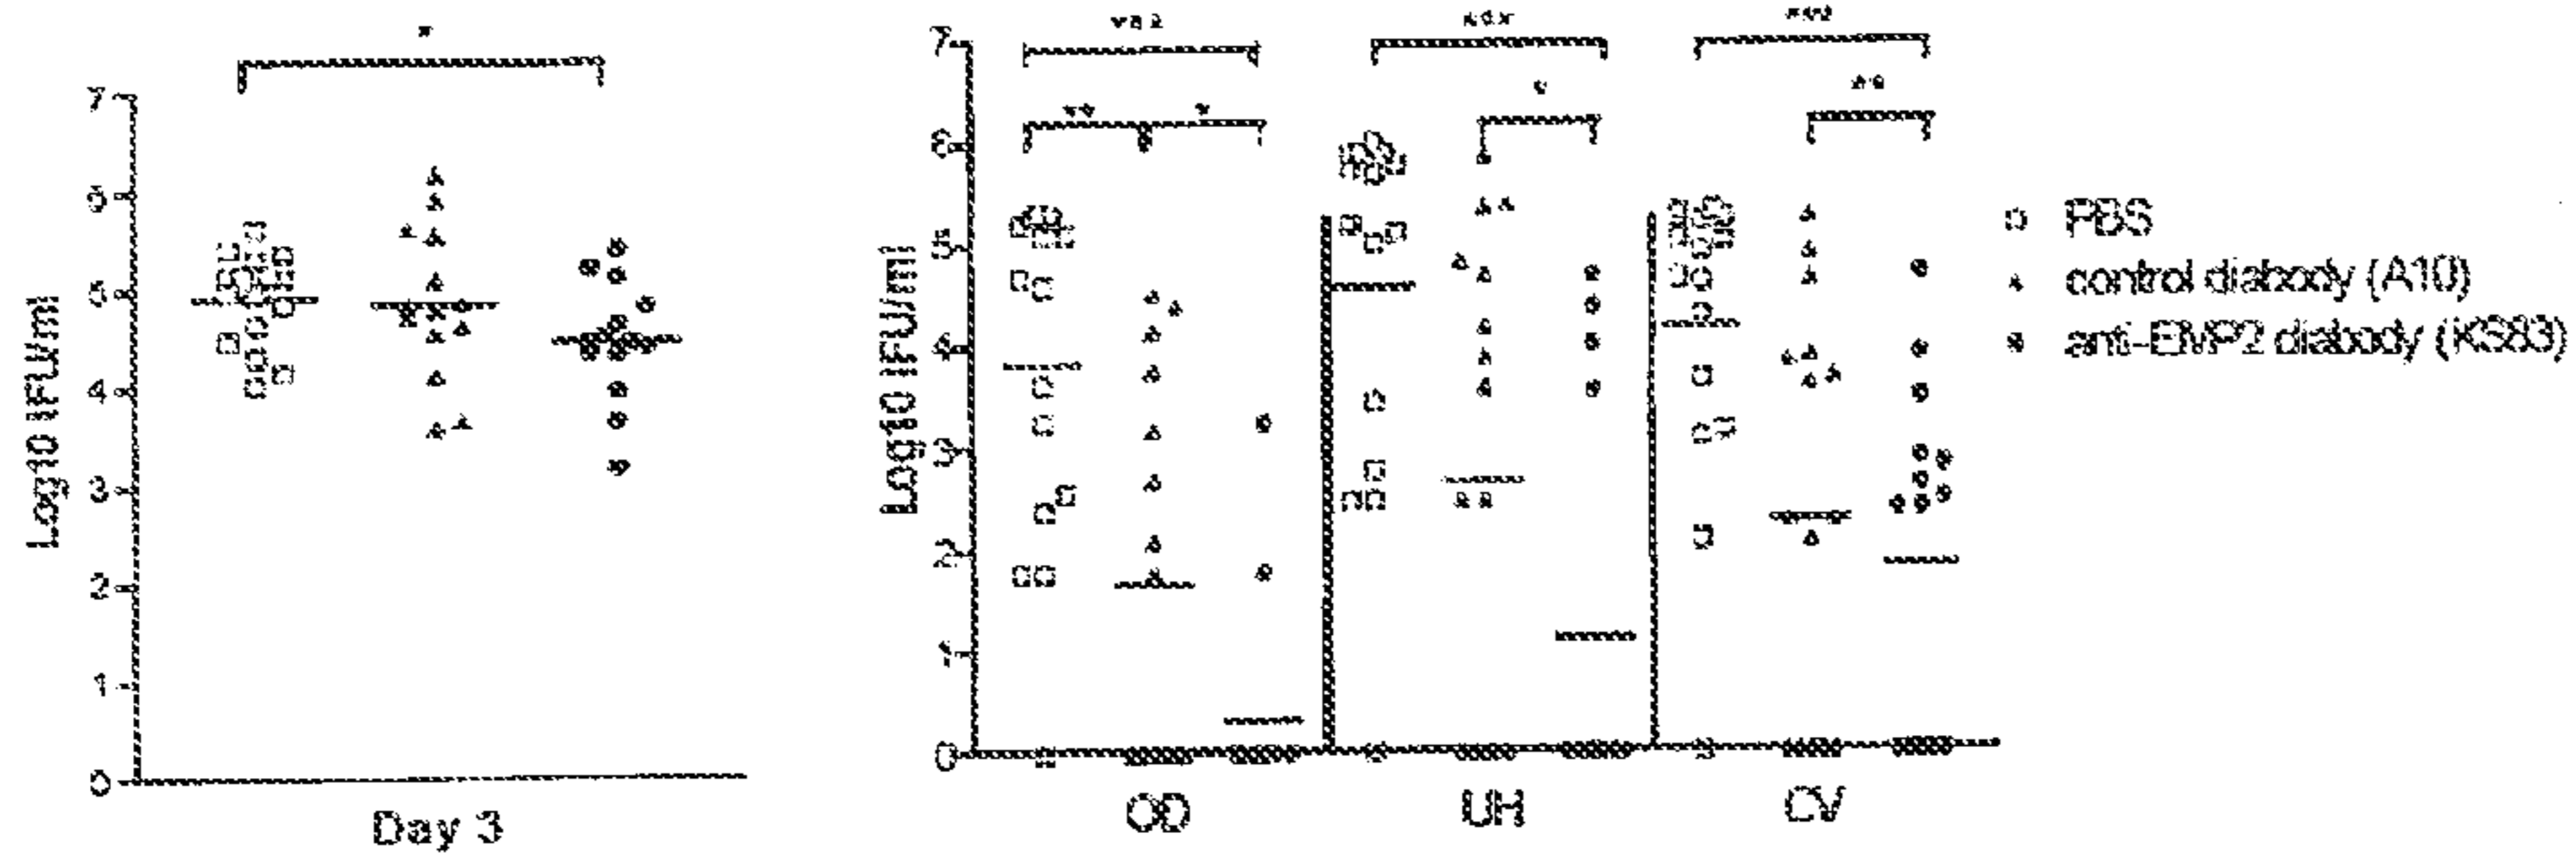 *
7
6
5
4
3
2
1
0
Log10 IFU/ml
Day 3
***
***
***
**
*
*
**
7
6
5
4
3
2
1
0
Log10 IFU/ml
OD
UH
CV
PBS
control diabody (A10)
anti-EMP2 diabody (KS83)